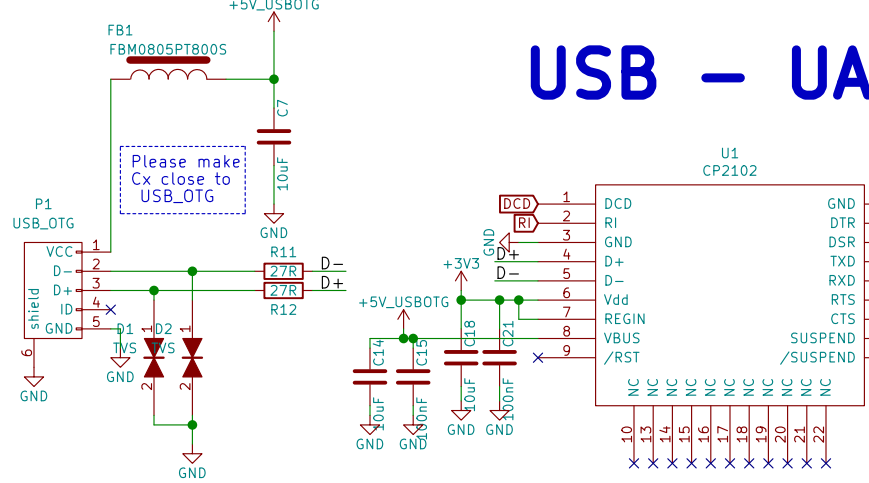 +5V_USBOTG
FB1
FBM0805PT800S
USB - UA
C7
10uF
Please make
Cx close to
USB_OTG
GND
P1
USB_OTG
VCC 1
D- 2
D+ 3
ID 4
GND 5
shield
6
GND
R11
27R
D-
27R
D+
R12
D1
TVS
1
2
D2
TVS
1
2
GND
GND
+5V_USBOTG
+3V3
C14
10uF
GND
C15
100nF
GND
C18
10uF
GND
C21
100nF
GND
U1
CP2102
DCD
RI
GND
D+
D-
1 DCD
2 RI
3 GND
4 D+
5 D-
6 Vdd
7 REGIN
8 VBUS
9 /RST
GND
DTR
DSR
TXD
RXD
RTS
CTS
SUSPEND
/SUSPEND
NC NC NC NC NC NC NC NC NC NC NC
10 13 14 15 16 17 18 19 20 21 22